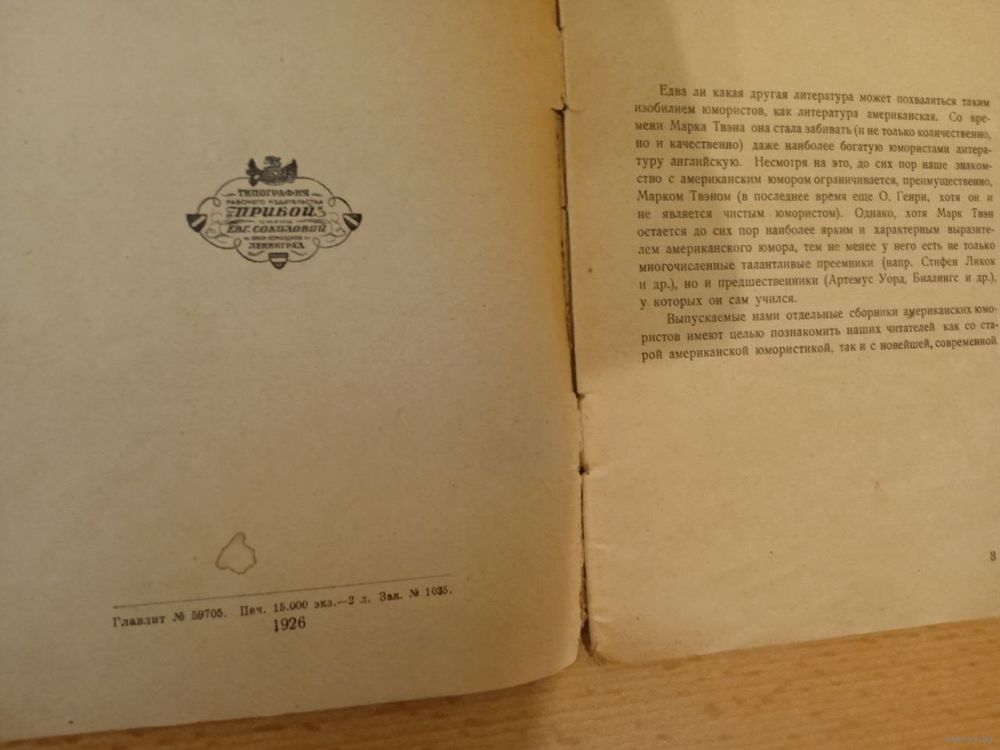 ТИПОГРАФИЯ
РАБОЧЕГО ИЗДАТЕЛЬСТВА
„ПРИБОЙ“
ИМЕНИ
ЕВГ. СОКОЛОВОЙ
ЛЕНИНГРАД
Главлит № 59705. Печ. 15.000 экз.—2 л. Зак. № 1035.
1926
Едва ли какая другая литература может похвалиться таким
изобилием юмористов, как литература американская. Со вре-
мени Марка Твэна она стала забивать (и не только количественно,
но и качественно) даже наиболее богатую юмористами литера-
туру английскую. Несмотря на это, до сих пор наше знаком-
ство с американским юмором ограничивается, преимущественно,
Марком Твэном (в последнее время еще О. Генри, хотя он и
не является чистым юмористом). Однако, хотя Марк Твэн
остается до сих пор наиболее ярким и характерным выразите-
лем американского юмора, тем не менее у него есть не только
многочисленные талантливые преемники (напр. Стифен Ликок
и др.), но и предшественники (Артемус Уорд, Биллингс и др.),
у которых он сам учился.
Выпускаемые нами отдельные сборники американских юмо-
ристов имеют целью познакомить наших читателей как со ста-
рой американской юмористикой, так и с новейшей, современной.
3